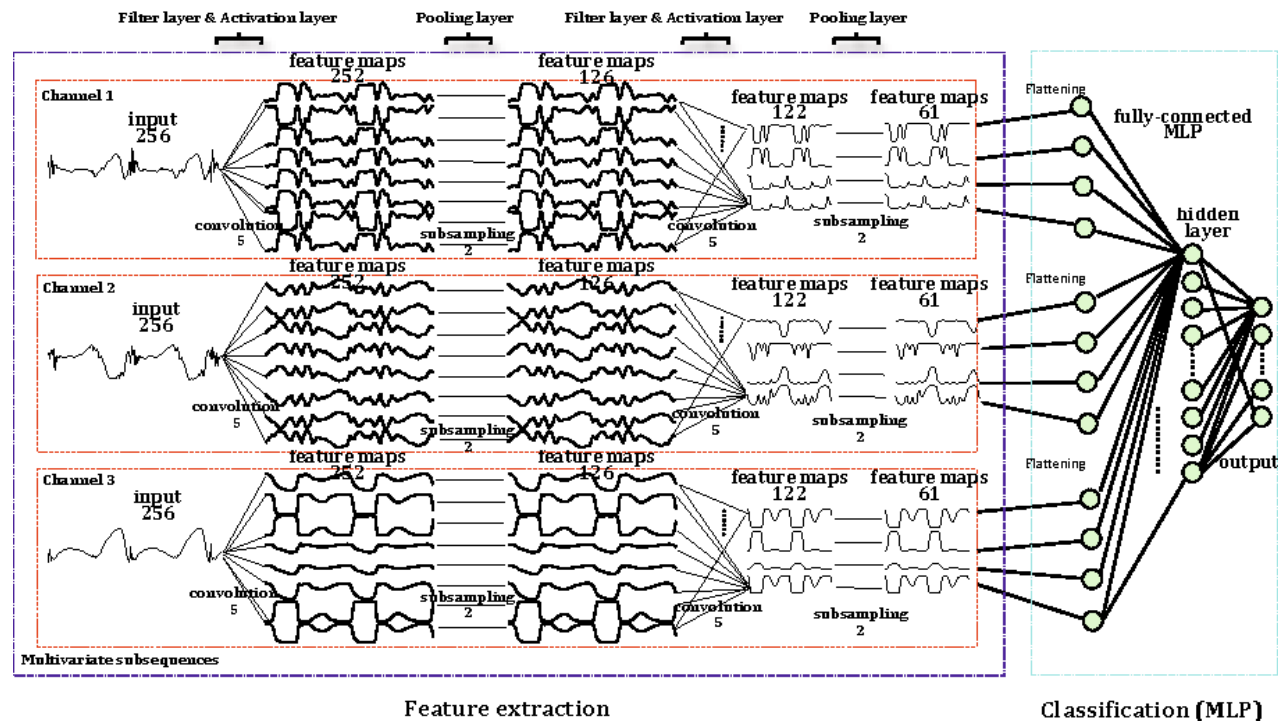 Filter layer & Activation layer
Pooling layer
Filter layer & Activation layer
Pooling layer
Channel 1
input
256
feature maps
252
convolution
5
subsampling
2
feature maps
126
convolution
5
feature maps
122
subsampling
2
feature maps
61
Channel 2
input
256
feature maps
252
convolution
5
subsampling
2
feature maps
126
convolution
5
feature maps
122
subsampling
2
feature maps
61
Channel 3
input
256
feature maps
252
convolution
5
subsampling
2
feature maps
126
convolution
5
feature maps
122
subsampling
2
feature maps
61
Multivariate subsequences
Flattening
Flattening
Flattening
fully-connected
MLP
hidden
layer
output
Feature extraction
Classification (MLP)